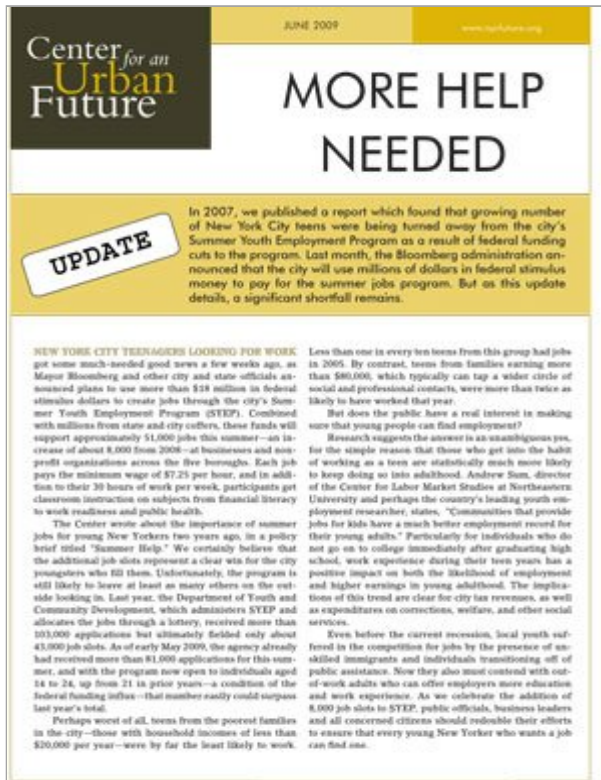 JUNE 2009
www.nycfuture.org
Center for an
Urban
Future
MORE HELP
NEEDED
UPDATE
In 2007, we published a report which found that growing number
of New York City teens were being turned away from the city's
Summer Youth Employment Program as a result of federal funding
cuts to the program. Last month, the Bloomberg administration an-
nounced that the city will use millions of dollars in federal stimulus
money to pay for the summer jobs program. But as this update
details, a significant shortfall remains.
NEW YORK CITY TEENAGERS LOOKING FOR WORK
got some much-needed good news a few weeks ago, as
Mayor Bloomberg and other city and state officials an-
nounced plans to use more than $18 million in federal
stimulus dollars to create jobs through the city's Sum-
mer Youth Employment Program (SYEP). Combined
with millions from state and city coffers, these funds will
support approximately 51,000 jobs this summer—an in-
crease of about 8,000 from 2008—at businesses and non-
profit organizations across the five boroughs. Each job
pays the minimum wage of $7.25 per hour, and in addi-
tion to their 30 hours of work per week, participants get
classroom instruction on subjects from financial literacy
to work readiness and public health.
The Center wrote about the importance of summer
jobs for young New Yorkers two years ago, in a policy
brief titled "Summer Help." We certainly believe that
the additional job slots represent a clear win for the city
youngsters who fill them. Unfortunately, the program is
still likely to leave at least as many others on the out-
side looking in. Last year, the Department of Youth and
Community Development, which administers SYEP and
allocates the jobs through a lottery, received more than
103,000 applications but ultimately fielded only about
43,000 job slots. As of early May 2009, the agency already
had received more than 81,000 applications for this sum-
mer, and with the program now open to individuals aged
14 to 24, up from 21 in prior years—a condition of the
federal funding influx—that number easily could surpass
last year's total.
Perhaps worst of all, teens from the poorest families
in the city—those with household incomes of less than
$20,000 per year—were by far the least likely to work.
Less than one in every ten teens from this group had jobs
in 2005. By contrast, teens from families earning more
than $80,000, which typically can tap a wider circle of
social and professional contacts, were more than twice as
likely to have worked that year.
But does the public have a real interest in making
sure that young people can find employment?
Research suggests the answer is an unambiguous yes,
for the simple reason that those who get into the habit
of working as a teen are statistically much more likely
to keep doing so into adulthood. Andrew Sum, director
of the Center for Labor Market Studies at Northeastern
University and perhaps the country's leading youth em-
ployment researcher, states, "Communities that provide
jobs for kids have a much better employment record for
their young adults." Particularly for individuals who do
not go on to college immediately after graduating high
school, work experience during their teen years has a
positive impact on both the likelihood of employment
and higher earnings in young adulthood. The implica-
tions of this trend are clear for city tax revenues, as well
as expenditures on corrections, welfare, and other social
services.
Even before the current recession, local youth suf-
fered in the competition for jobs by the presence of un-
skilled immigrants and individuals transitioning off of
public assistance. Now they also must contend with out-
of-work adults who can offer employers more education
and work experience. As we celebrate the addition of
8,000 job slots to SYEP, public officials, business leaders
and all concerned citizens should redouble their efforts
to ensure that every young New Yorker who wants a job
can find one.